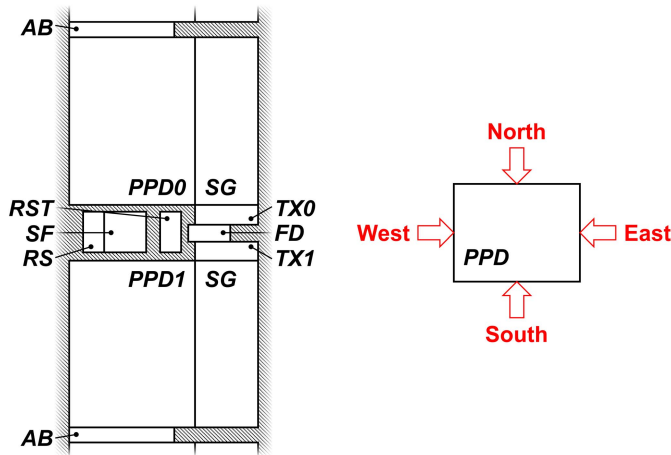 AB
PPD0 SG
RST
TX0
SF
FD
RS
TX1
PPD1 SG
AB
North
West
East
PPD
South